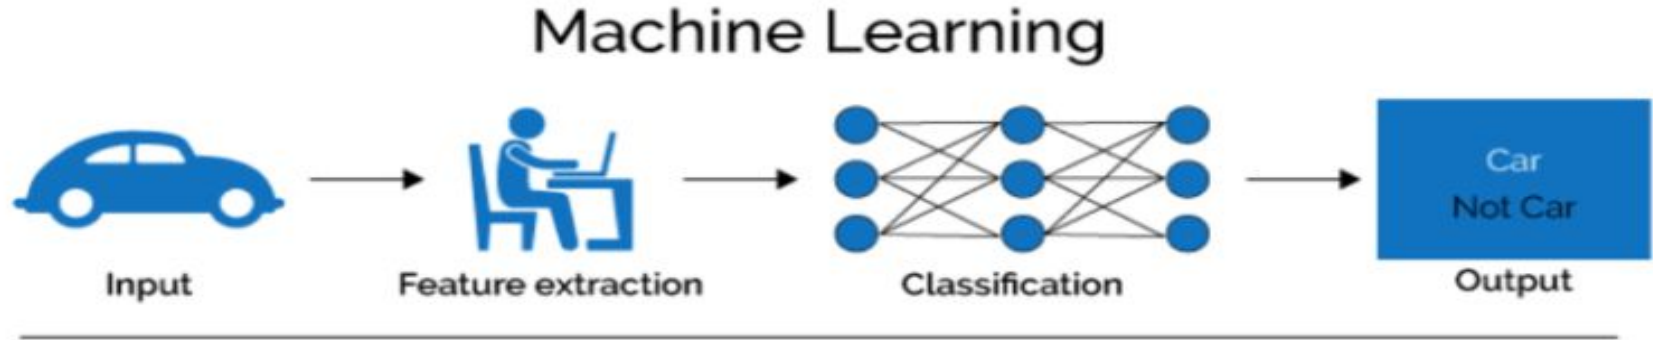 Machine Learning
Car
Not Car
Input
Feature extraction
Classification
Output